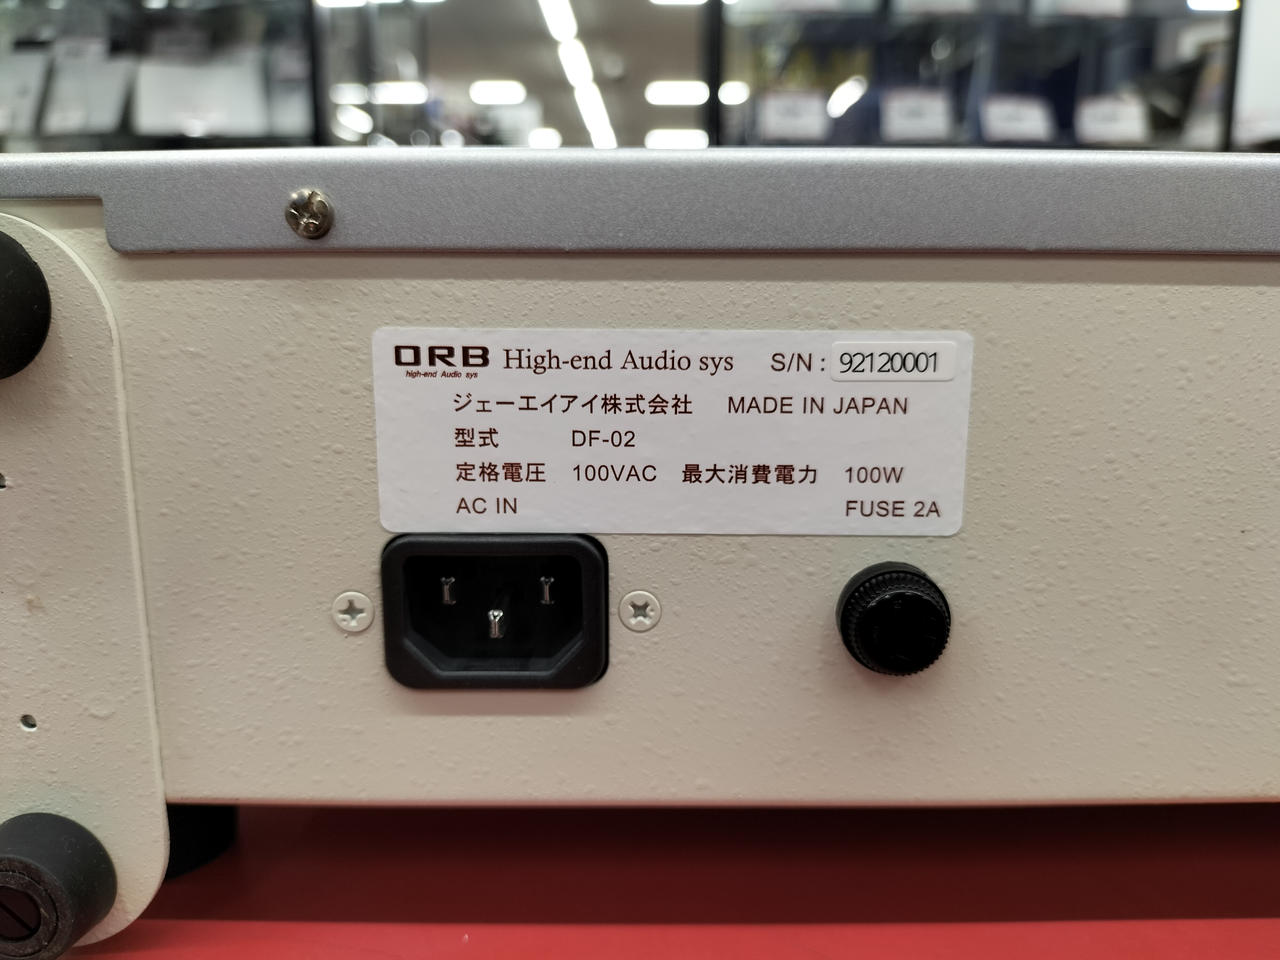 ORB High-end Audio sys S/N : 92120001
high-end Audio sys
ジェーエイアイ株式会社 MADE IN JAPAN
型式 DF-02
定格電圧 100VAC 最大消費電力 100W
AC IN FUSE 2A